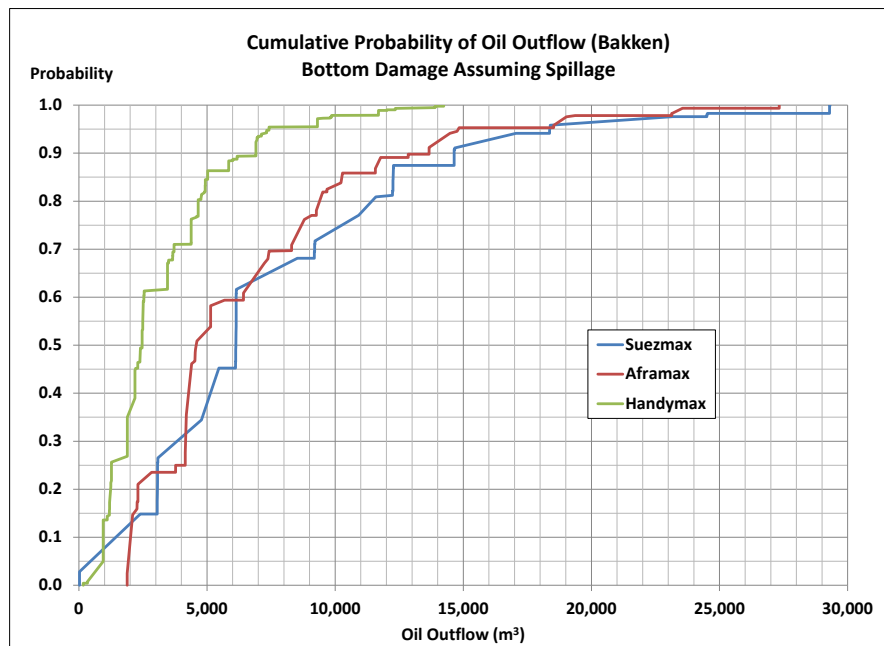 Cumulative Probability of Oil Outflow (Bakken)
Bottom Damage Assuming Spillage
Probability
1.0
0.9
0.8
0.7
0.6
0.5
0.4
0.3
0.2
0.1
0.0
Suezmax
Aframax
Handymax
0 5,000 10,000 15,000 20,000 25,000 30,000
Oil Outflow (m³)